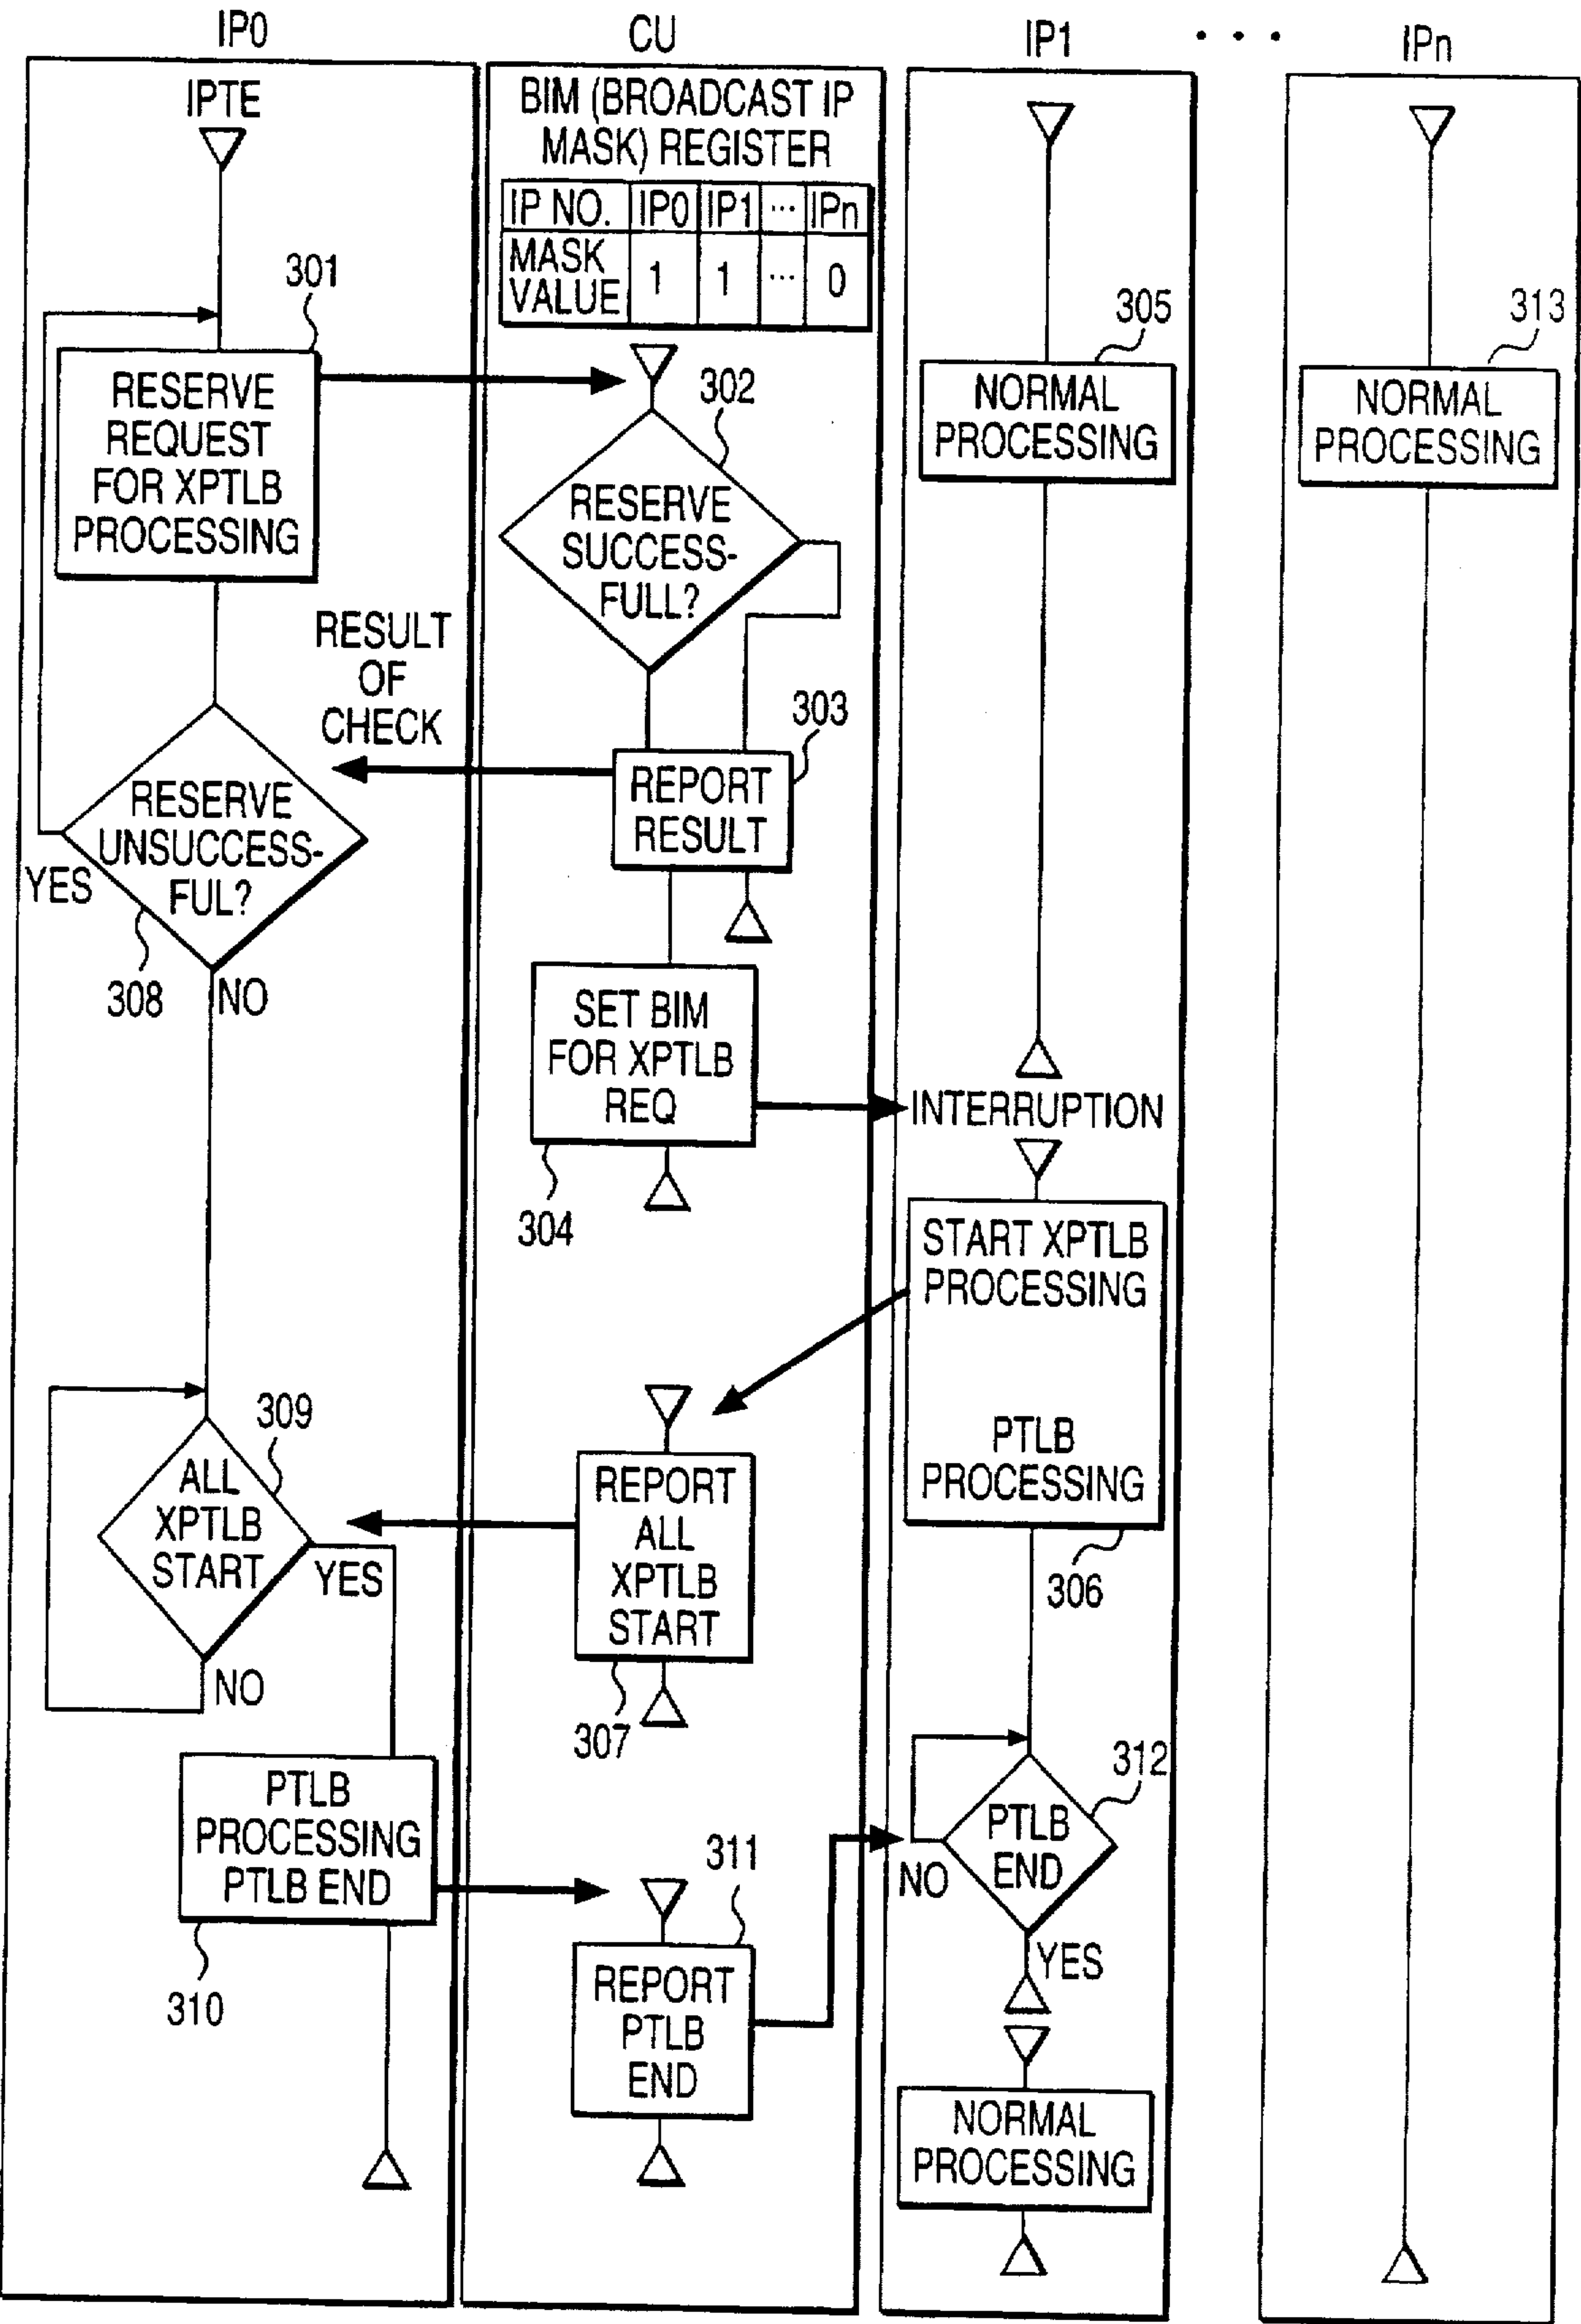 IP0
CU
IP1
. . .
IPn
IPTE
301
RESERVE
REQUEST
FOR XPTLB
PROCESSING
RESULT
OF
CHECK
RESERVE
UNSUCCESS-
FUL?
YES
308
NO
309
ALL
XPTLB
START
YES
NO
PTLB
PROCESSING
PTLB END
310
BIM (BROADCAST IP
MASK) REGISTER
IP NO. IP0 IP1 ... IPn
MASK
VALUE 1 1 ... 0
302
RESERVE
SUCCESS-
FULL?
303
REPORT
RESULT
SET BIM
FOR XPTLB
REQ
304
REPORT
ALL
XPTLB
START
307
311
REPORT
PTLB
END
305
NORMAL
PROCESSING
INTERRUPTION
START XPTLB
PROCESSING
PTLB
PROCESSING
306
312
PTLB
END
NO
YES
NORMAL
PROCESSING
313
NORMAL
PROCESSING